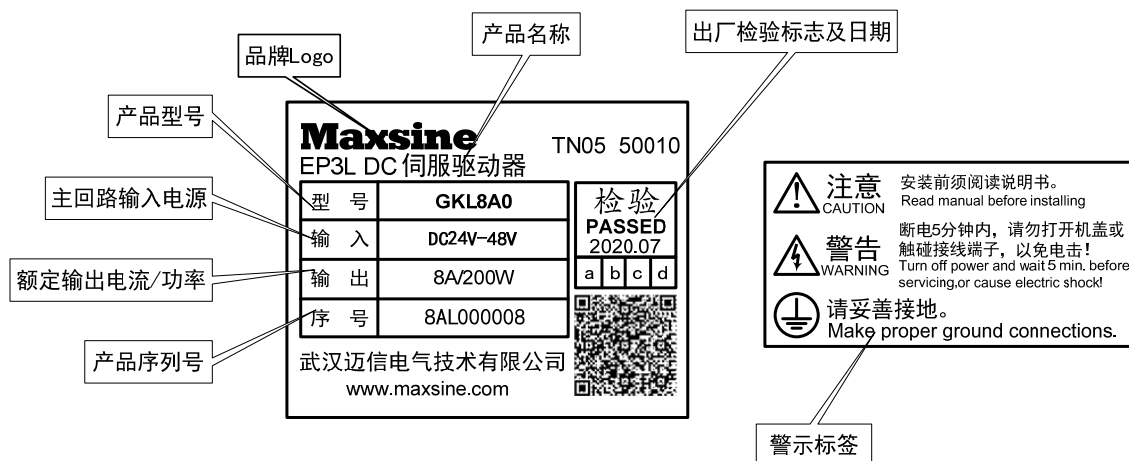 产品名称
出厂检验标志及日期
品牌Logo
产品型号
Maxsine
TN05 50010
EP3L DC 伺服驱动器
主回路输入电源
型 号 GKL8A0
检验
PASSED
2020.07
输 入 DC24V-48V
额定输出电流/功率
输 出 8A/200W
a b c d
序 号 8AL000008
产品序列号
武汉迈信电气技术有限公司
www.maxsine.com
注意 安装前须阅读说明书。
CAUTION Read manual before installing
警告 断电5分钟内，请勿打开机盖或
触碰接线端子，以免电击！
WARNING Turn off power and wait 5 min. before
servicing,or cause electric shock!
请妥善接地。
Make proper ground connections.
警示标签